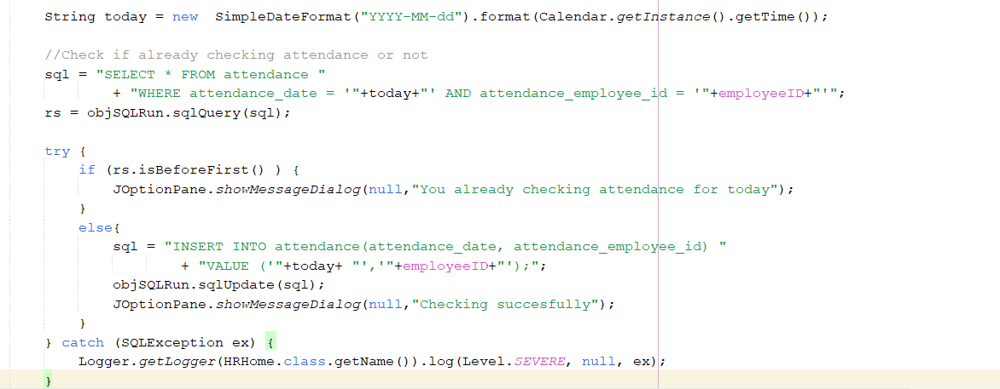 String today = new  SimpleDateFormat("YYYY-MM-dd").format(Calendar.getInstance().getTime());
//Check if already checking attendance or not
sql = "SELECT * FROM attendance "
+ "WHERE attendance_date = '"+today+"' AND attendance_employee_id = '"+employeeID+"'";
rs = objSQLRun.sqlQuery(sql);
try {
if (rs.isBeforeFirst() ) {
JOptionPane.showMessageDialog(null,"You already checking attendance for today");
}
else{
sql = "INSERT INTO attendance(attendance_date, attendance_employee_id) "
+ "VALUE ('"+today+ "','"+employeeID+"');";
objSQLRun.sqlUpdate(sql);
JOptionPane.showMessageDialog(null,"Checking succesfully");
}
} catch (SQLException ex) {
Logger.getLogger(HRHome.class.getName()).log(Level.SEVERE, null, ex);
}